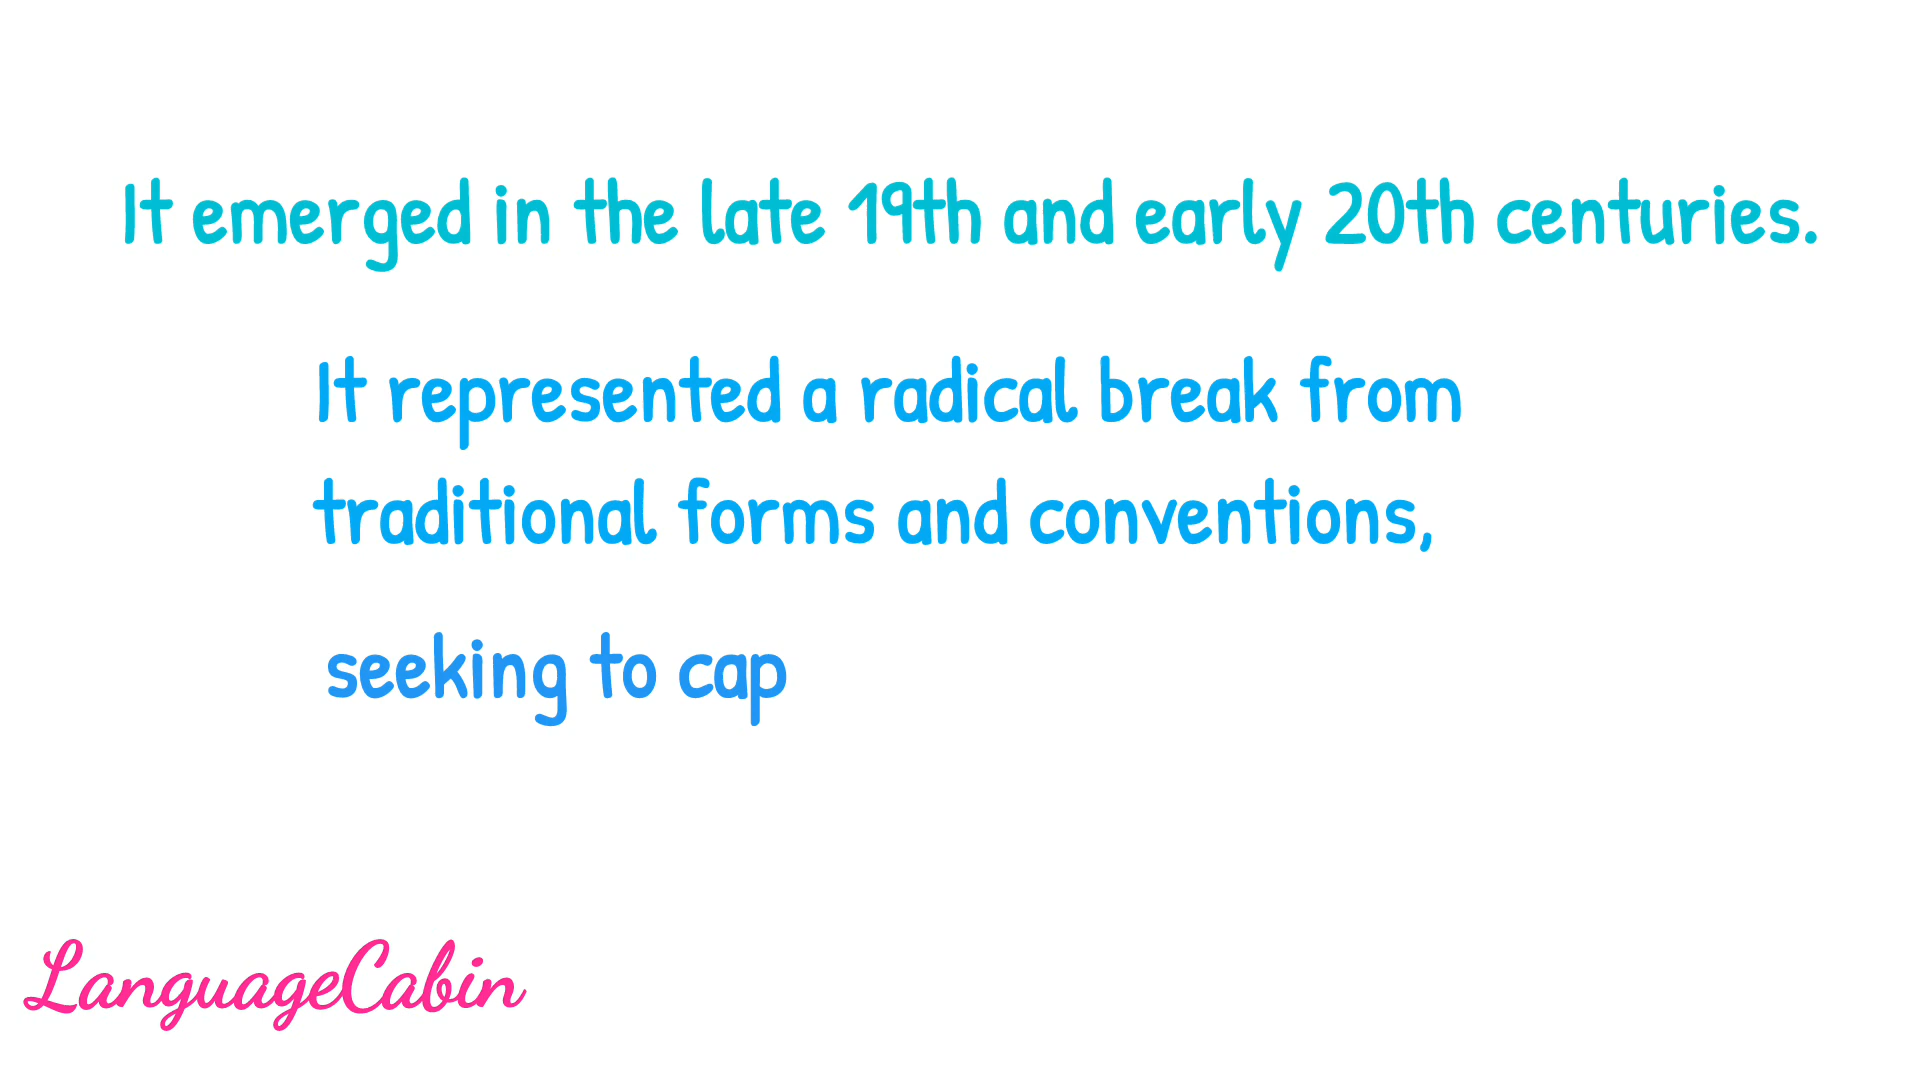 It emerged in the late 19th and early 20th centuries.
It represented a radical break from
traditional forms and conventions,
seeking to cap
LanguageCabin